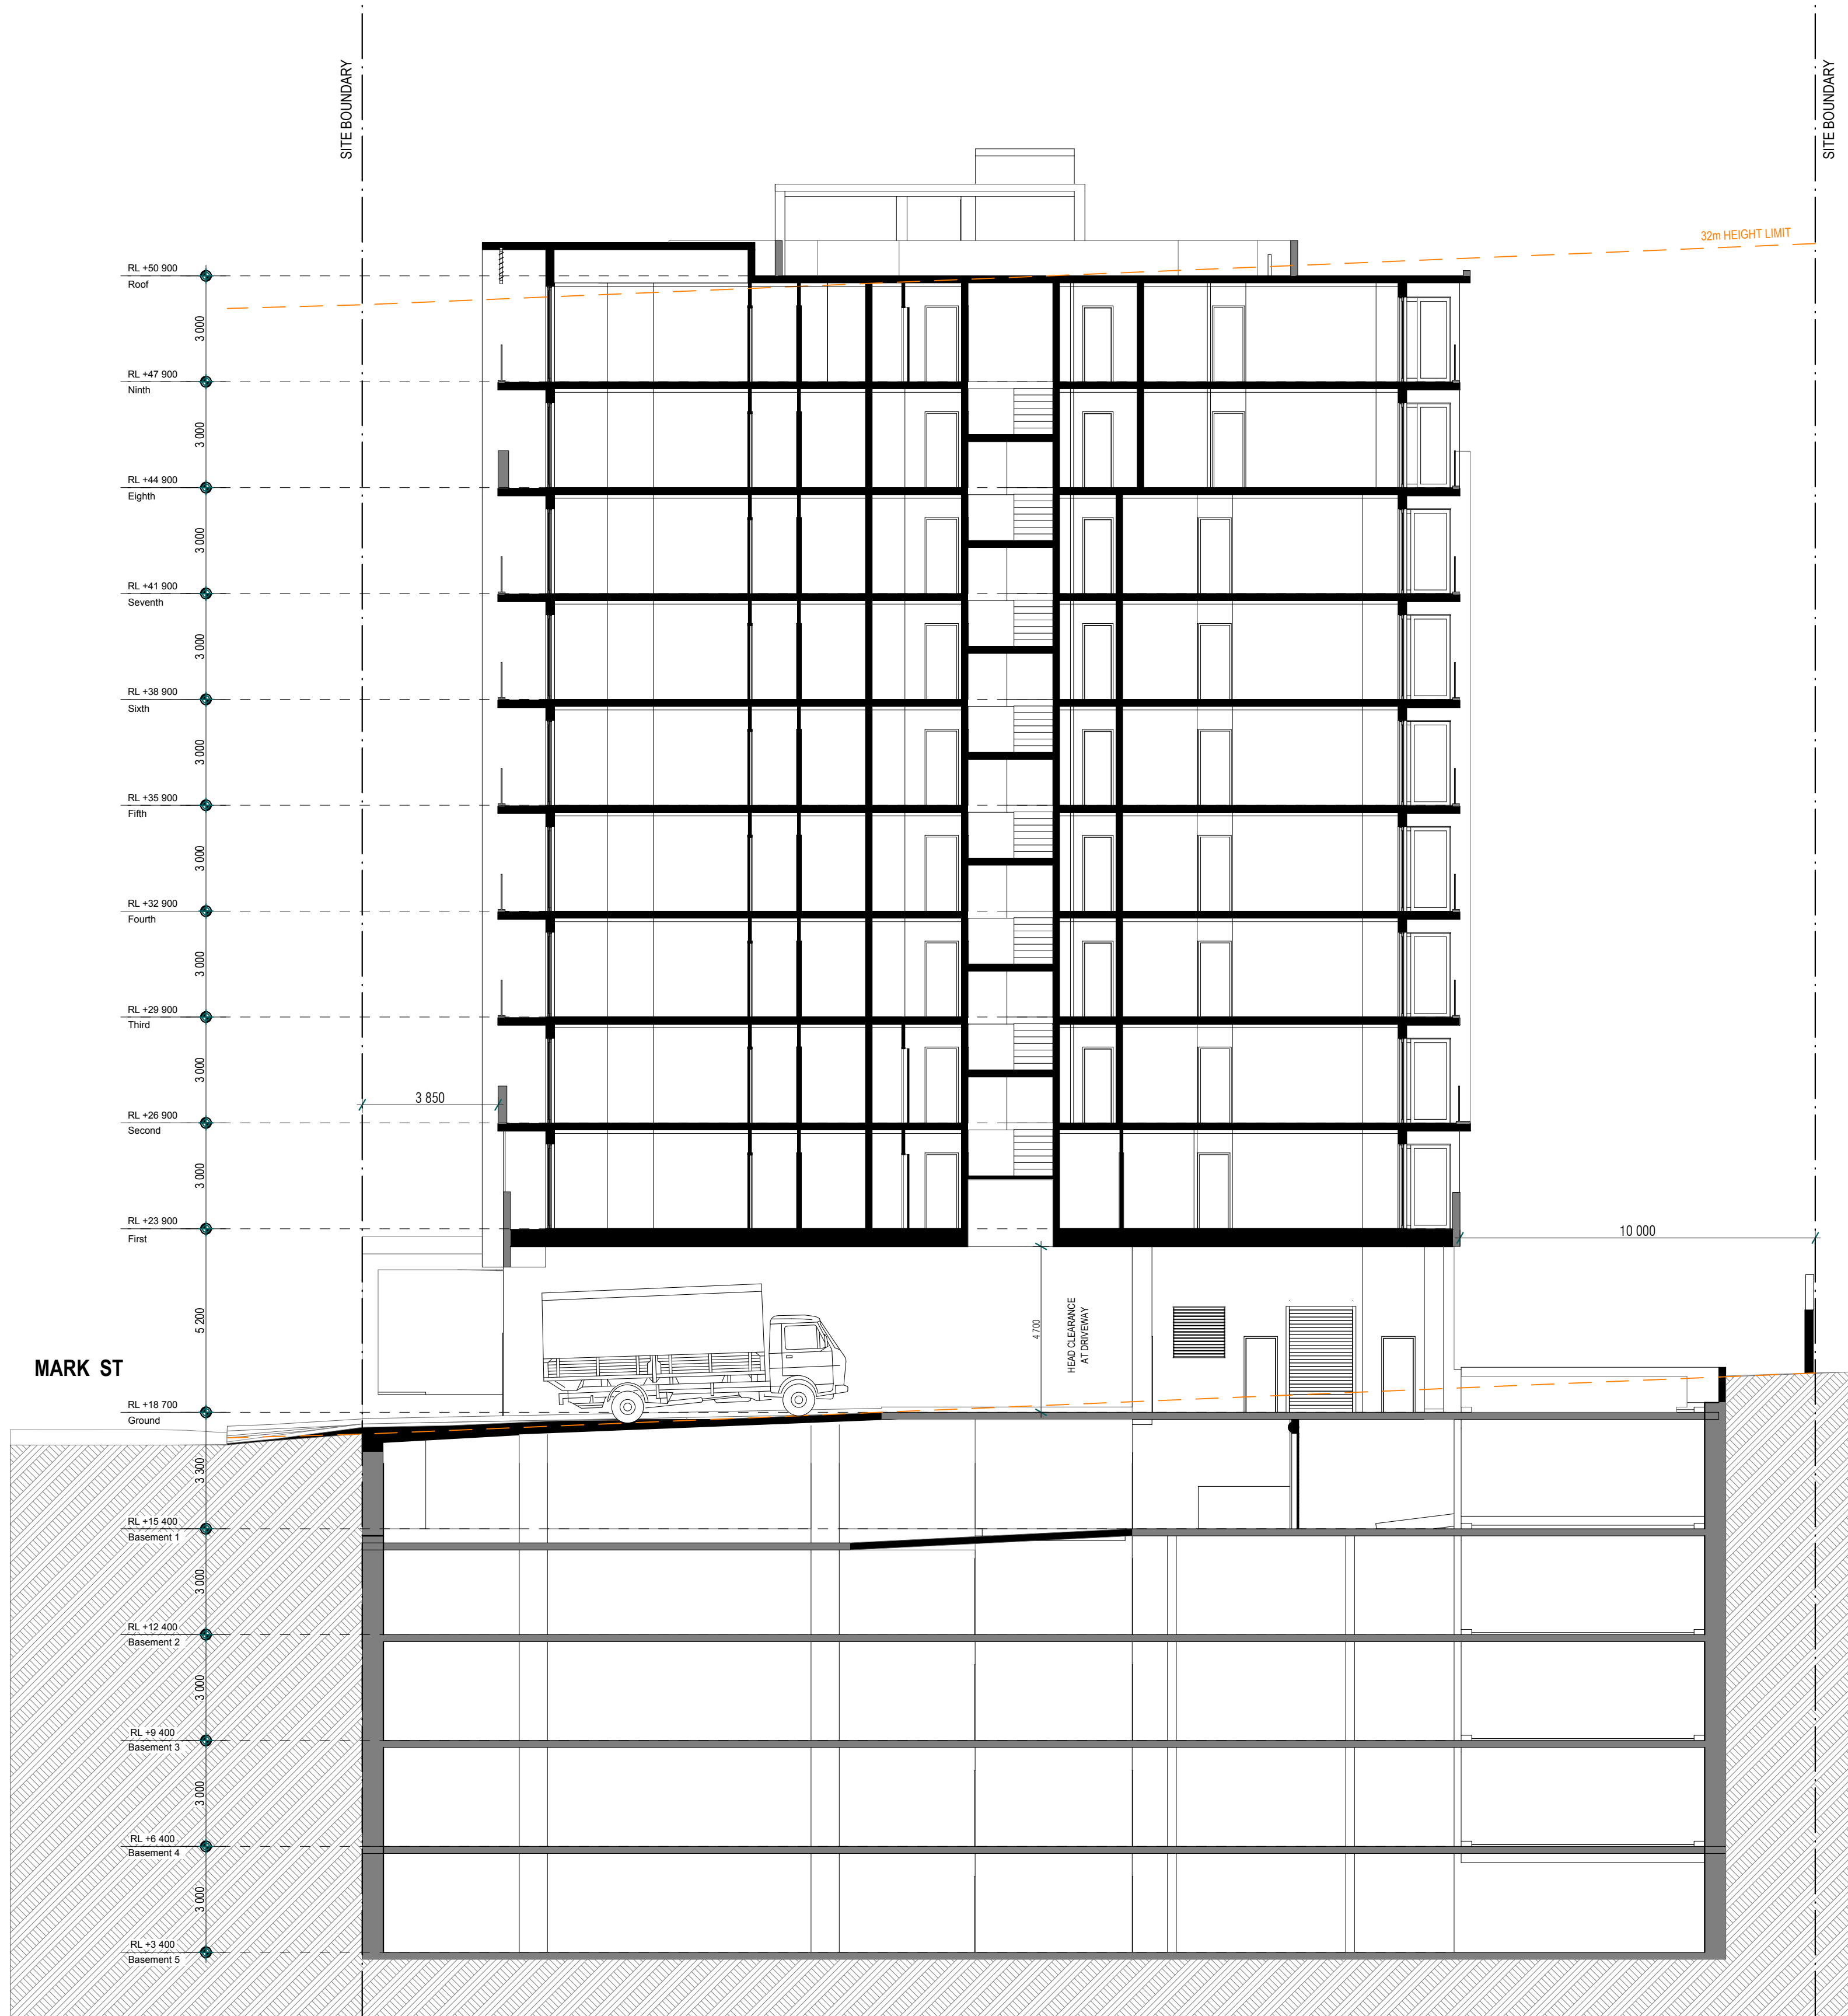 SITE BOUNDARY
SITE BOUNDARY
32m HEIGHT LIMIT
RL +50 900
Roof
3 000
RL +47 900
Ninth
3 000
RL +44 900
Eighth
3 000
RL +41 900
Seventh
3 000
RL +38 900
Sixth
3 000
RL +35 900
Fifth
3 000
RL +32 900
Fourth
3 000
RL +29 900
Third
3 000
3 850
RL +26 900
Second
3 000
RL +23 900
First
10 000
5 200
4 700
HEAD CLEARANCE
AT DRIVEWAY
MARK ST
RL +18 700
Ground
3 300
RL +15 400
Basement 1
3 000
RL +12 400
Basement 2
3 000
RL +9 400
Basement 3
3 000
RL +6 400
Basement 4
3 000
RL +3 400
Basement 5